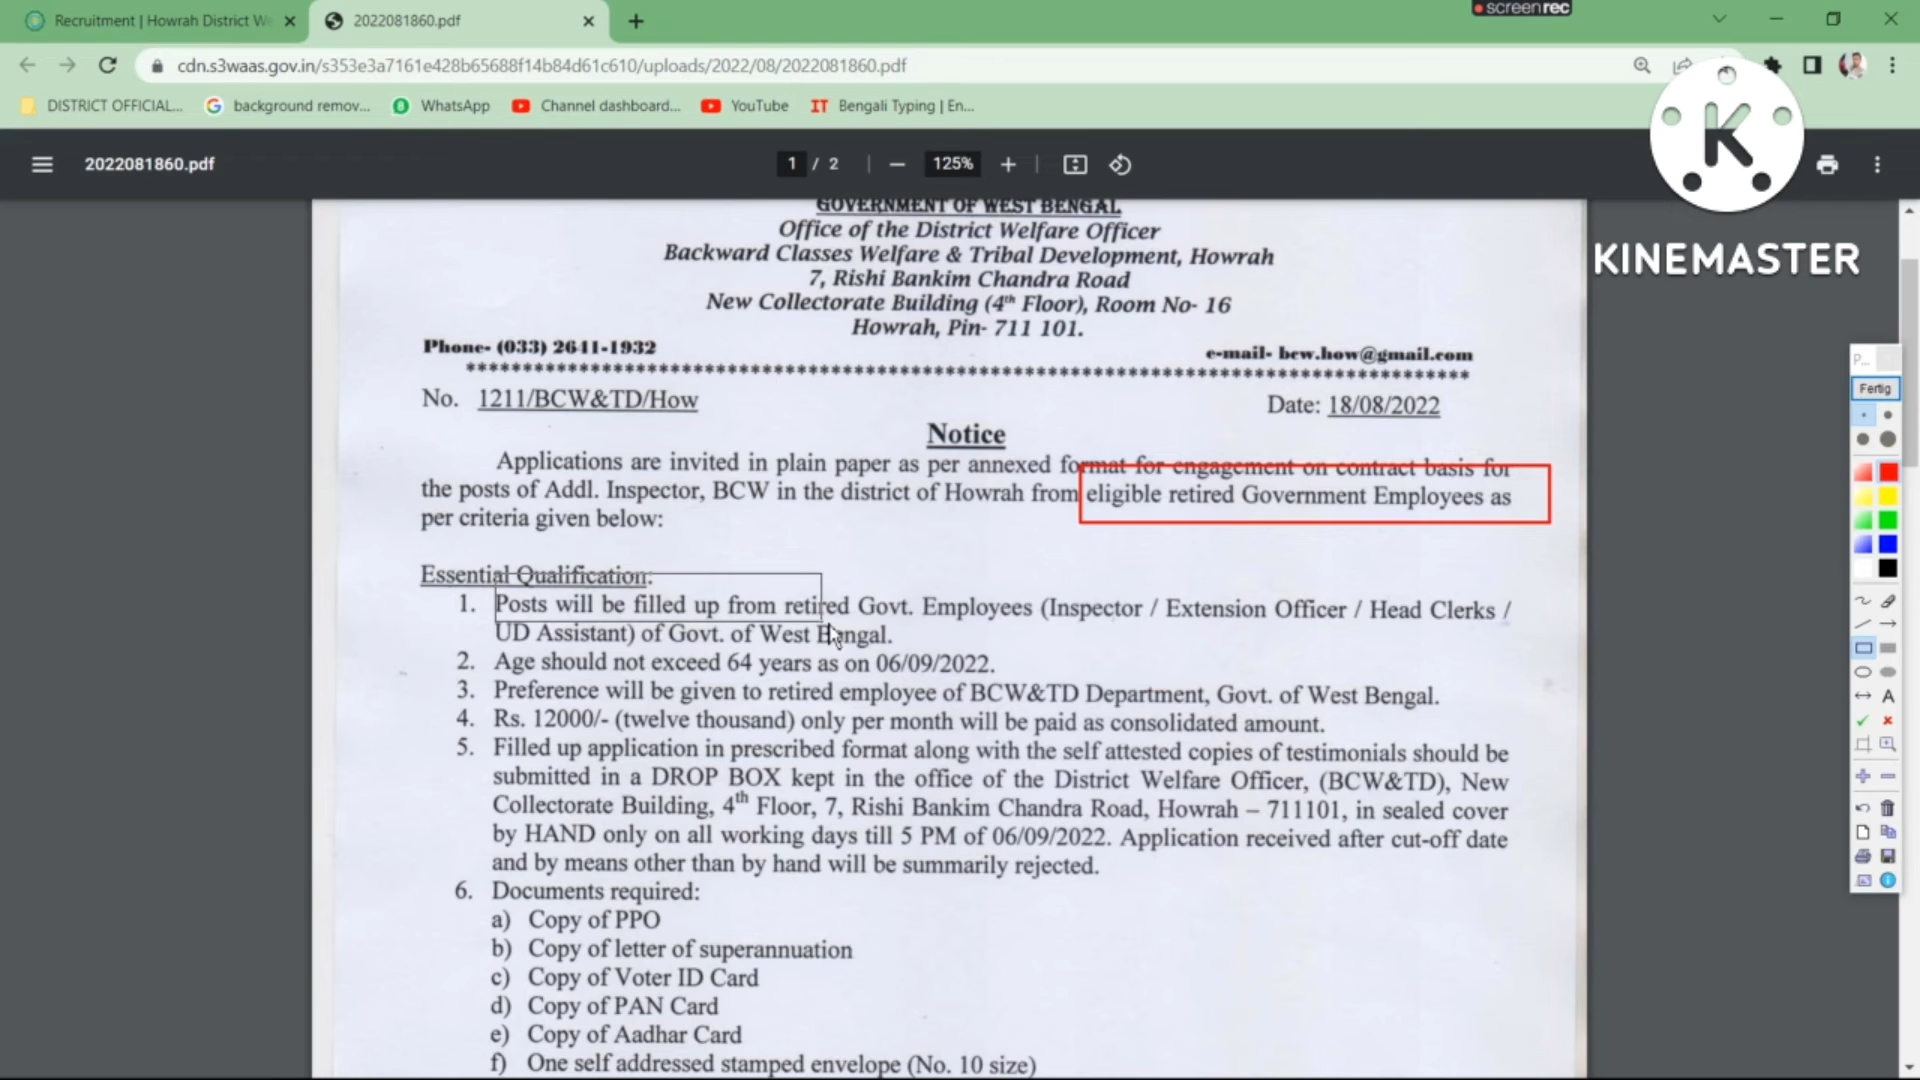 screenrec
Recruitment | Howrah District We
2022081860.pdf
cdn.s3waas.gov.in/s353e3a7161e428b65688f14b84d61c610/uploads/2022/08/2022081860.pdf
DISTRICT OFFICIAL... background remov... WhatsApp Channel dashboard... YouTube IT Bengali Typing | En...
2022081860.pdf 1 / 2 125%
K
KINEMASTER
GOVERNMENT OF WEST BENGAL
Office of the District Welfare Officer
Backward Classes Welfare & Tribal Development, Howrah
7, Rishi Bankim Chandra Road
New Collectorate Building (4th Floor), Room No- 16
Howrah, Pin- 711 101.
Phone- (033) 2641-1932 e-mail- bcw.how@gmail.com
No. 1211/BCW&TD/How Date: 18/08/2022
Notice
Applications are invited in plain paper as per annexed format for engagement on contract basis for
the posts of Addl. Inspector, BCW in the district of Howrah from eligible retired Government Employees as
per criteria given below:
Essential Qualification:
1. Posts will be filled up from retired Govt. Employees (Inspector / Extension Officer / Head Clerks /
UD Assistant) of Govt. of West Bengal.
2. Age should not exceed 64 years as on 06/09/2022.
3. Preference will be given to retired employee of BCW&TD Department, Govt. of West Bengal.
4. Rs. 12000/- (twelve thousand) only per month will be paid as consolidated amount.
5. Filled up application in prescribed format along with the self attested copies of testimonials should be
submitted in a DROP BOX kept in the office of the District Welfare Officer, (BCW&TD), New
Collectorate Building, 4th Floor, 7, Rishi Bankim Chandra Road, Howrah – 711101, in sealed cover
by HAND only on all working days till 5 PM of 06/09/2022. Application received after cut-off date
and by means other than by hand will be summarily rejected.
6. Documents required:
a) Copy of PPO
b) Copy of letter of superannuation
c) Copy of Voter ID Card
d) Copy of PAN Card
e) Copy of Aadhar Card
f) One self addressed stamped envelope (No. 10 size)
P...
Fertig
A